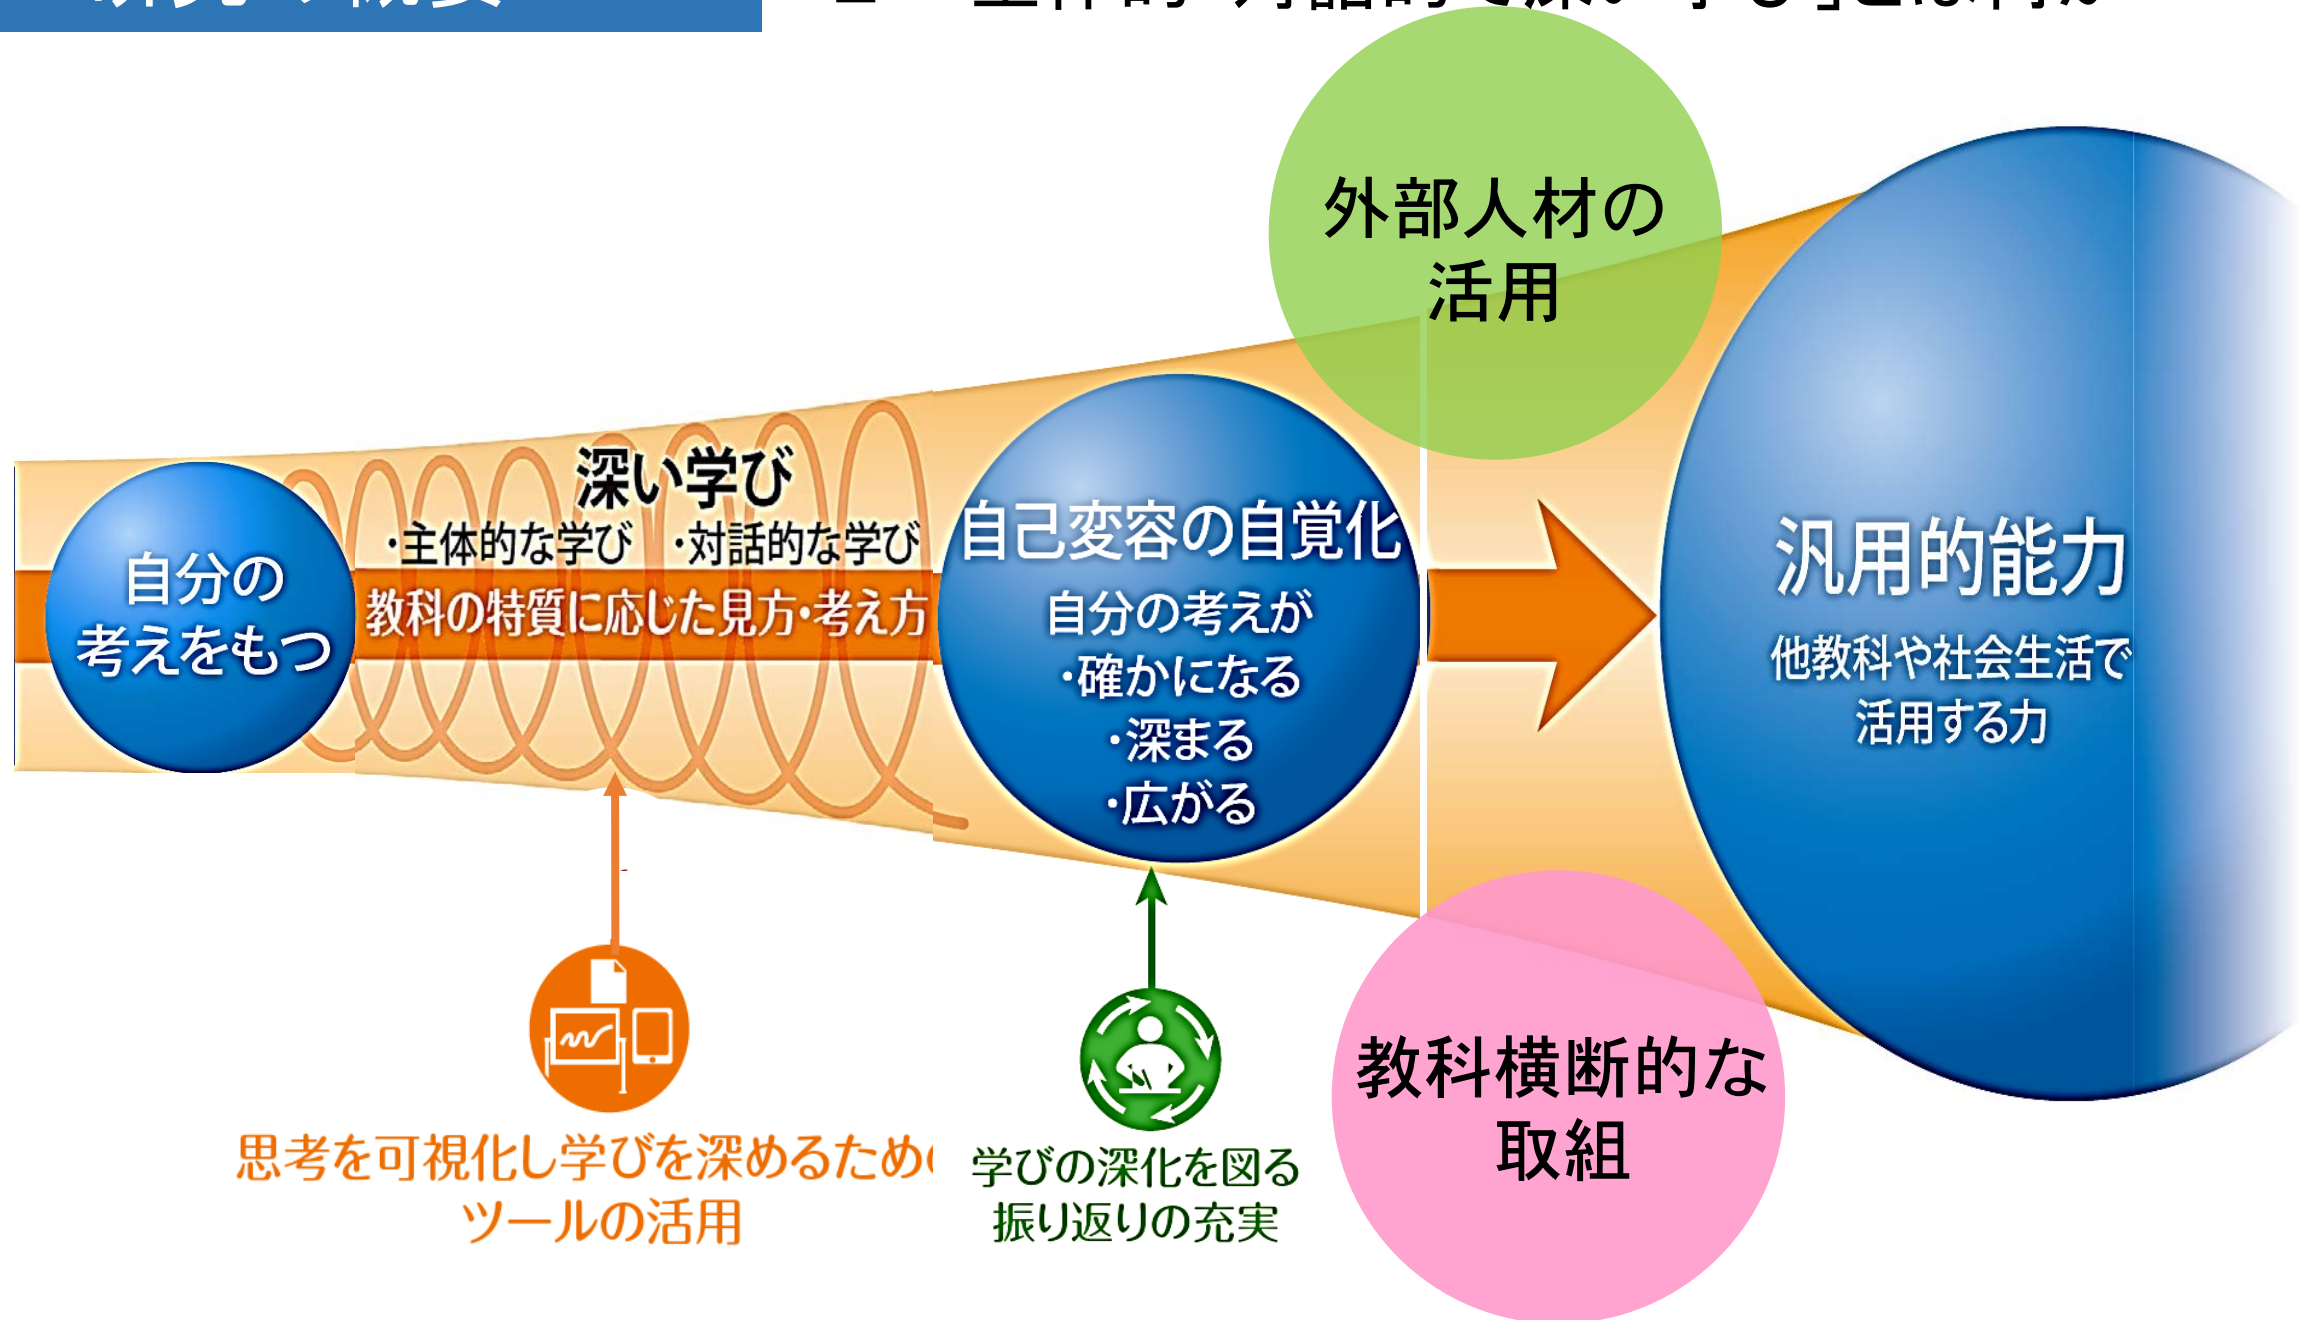 外部人材の
活用
深い学び
・主体的な学び ・対話的な学び
教科の特質に応じた見方・考え方
自分の
考えをもつ
自己変容の自覚化
自分の考えが
・確かになる
・深まる
・広がる
汎用的能力
他教科や社会生活で
活用する力
思考を可視化し学びを深めるため
ツールの活用
学びの深化を図る
振り返りの充実
教科横断的な
取組